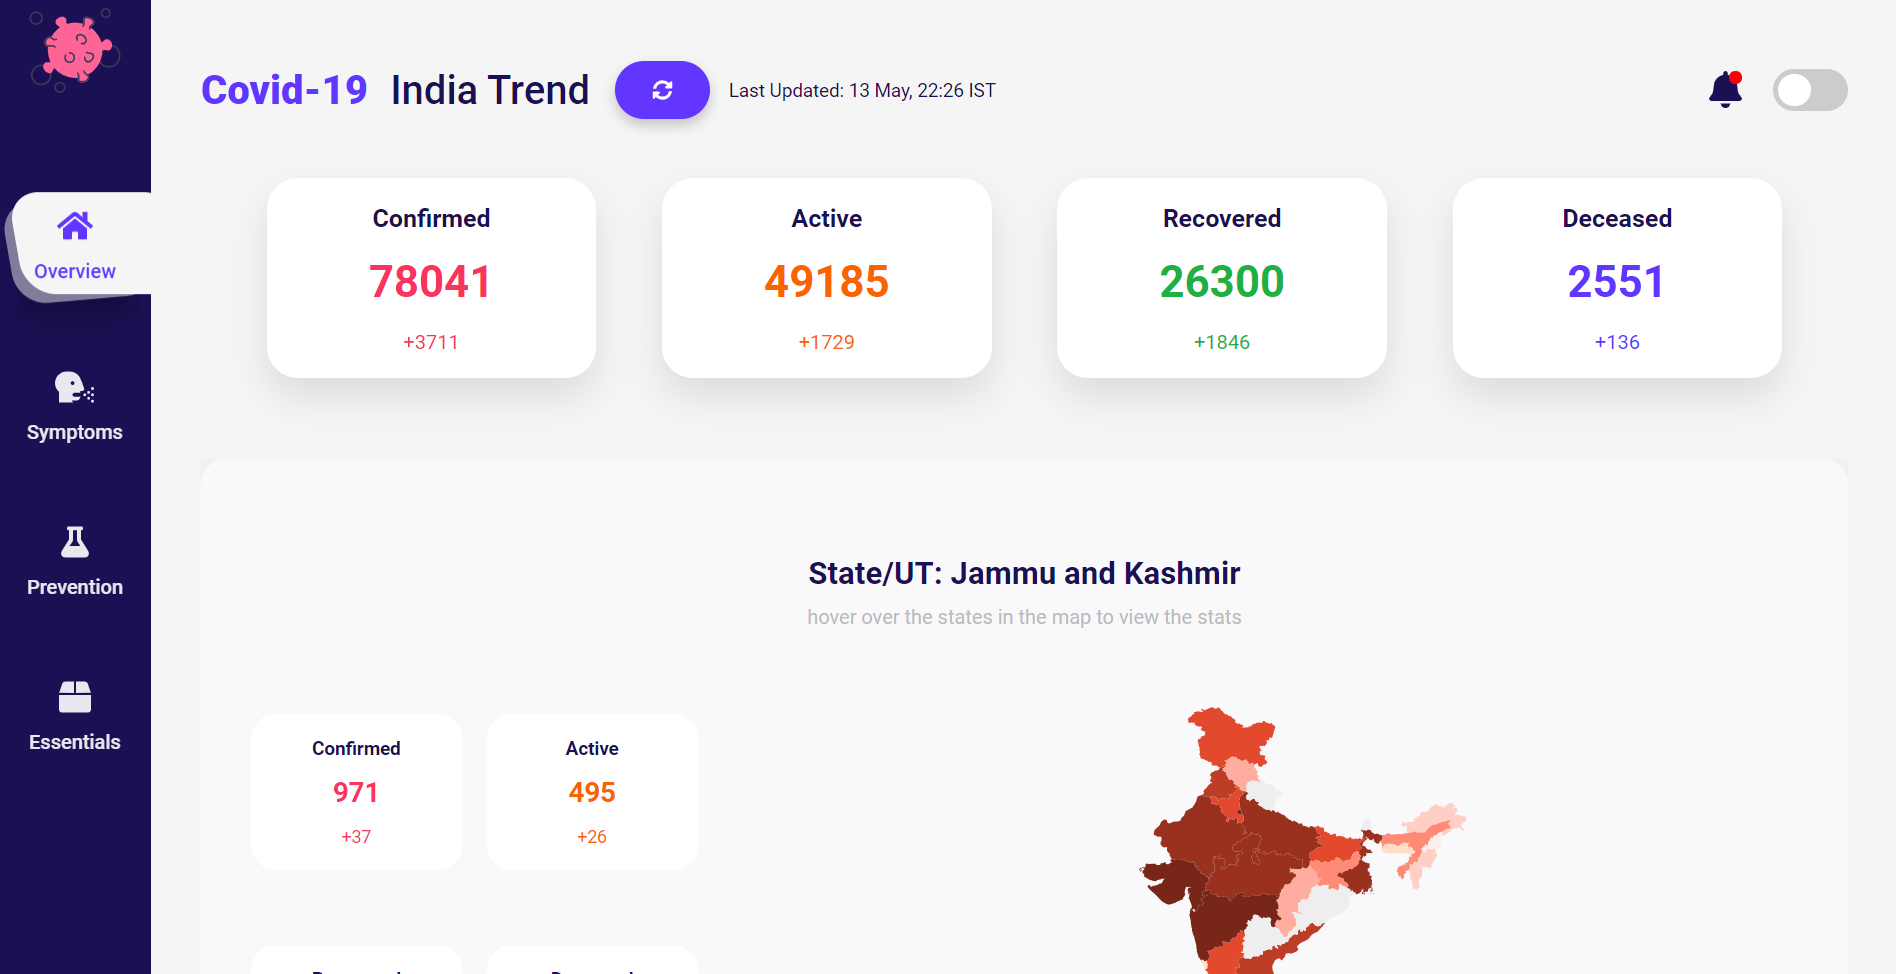 Covid-19 India Trend
Last Updated: 13 May, 22:26 IST
Overview
Symptoms
Prevention
Essentials
Confirmed
78041
+3711
Active
49185
+1729
Recovered
26300
+1846
Deceased
2551
+136
State/UT: Jammu and Kashmir
hover over the states in the map to view the stats
Confirmed
971
+37
Active
495
+26